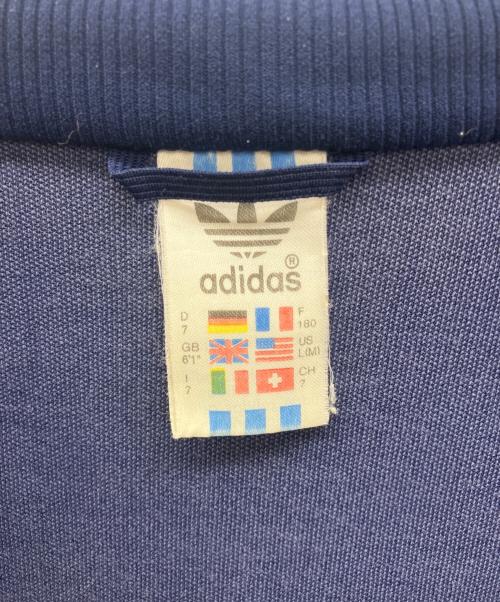 adidas ®
D F
7 180
GB US
6'1" L(M)
I CH
7 7